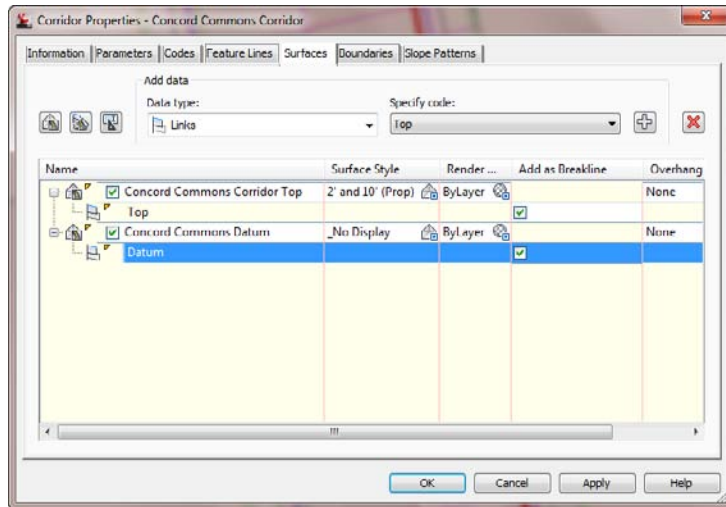 Corridor Properties - Concord Commons Corridor
Information Parameters Codes Feature Lines Surfaces Boundaries Slope Patterns
Add data
Data type: Specify code:
Links Top
Name Surface Style Render ... Add as Breakline Overhang
Concord Commons Corridor Top 2' and 10' (Prop) ByLayer None
Top
Concord Commons Datum _No Display ByLayer None
Datum
OK Cancel Apply Help